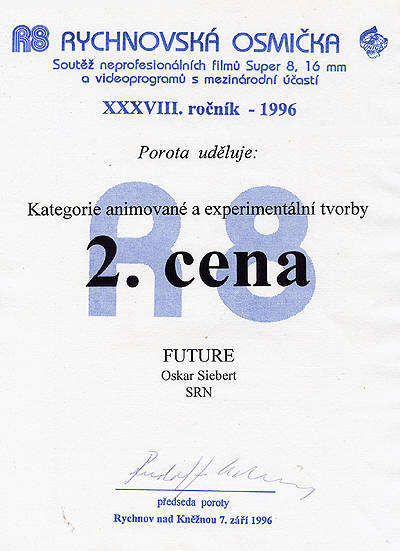 R8 RYCHNOVSKÁ OSMIČKA
Soutěž neprofesionálních filmů Super 8, 16 mm
a videoprogramů s mezinárodní účastí
XXXVIII. ročník - 1996
Porota uděluje:
R8
Kategorie animované a experimentální tvorby
2. cena
FUTURE
Oskar Siebert
SRN
předseda poroty
Rychnov nad Kněžnou 7. září 1996